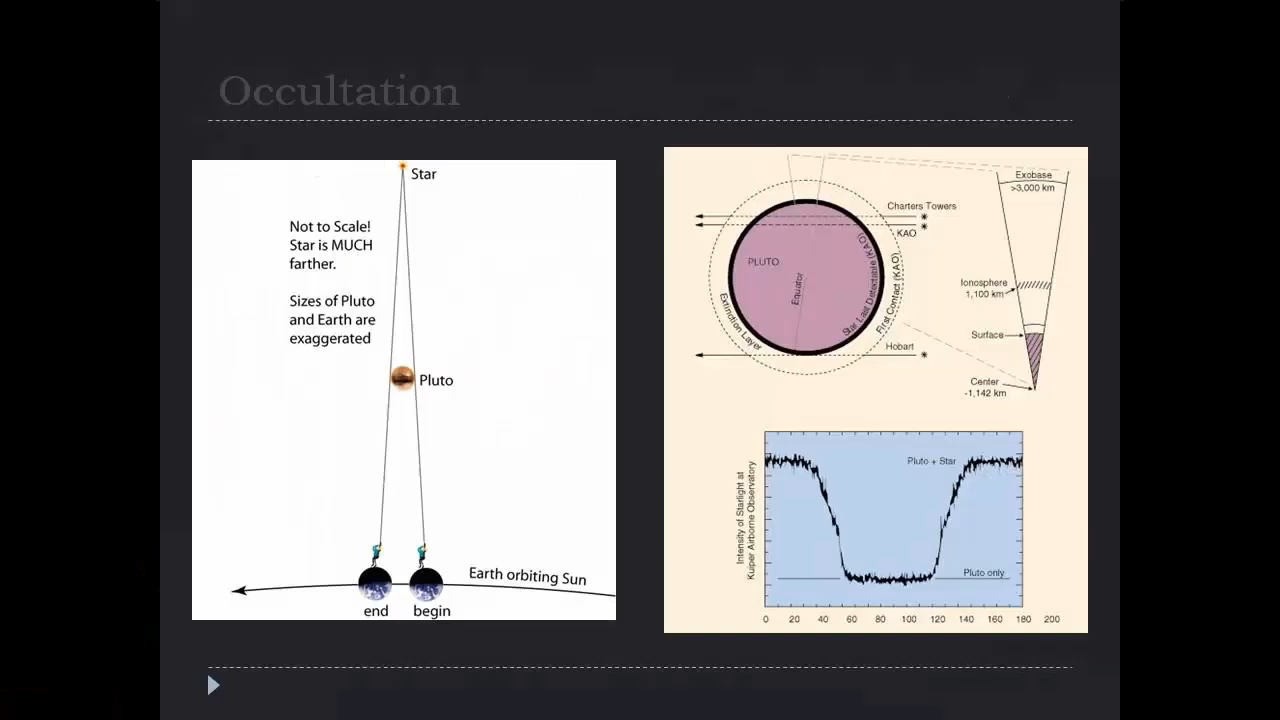 Occultation
Star
Not to Scale!
Star is MUCH
farther.
Sizes of Pluto
and Earth are
exaggerated
Pluto
Earth orbiting Sun
end
begin
Exobase
>3,000 km
Charters Towers
KAO
PLUTO
Equator
Star Last Detectable (KAO)
First Contact (KAO)
Extinction Layer
Hobart
Ionosphere
1,100 km
Surface
Center
-1,142 km
Intensity of Starlight at
Kuiper Airborne Observatory
Pluto + Star
Pluto only
0 20 40 60 80 100 120 140 160 180 200